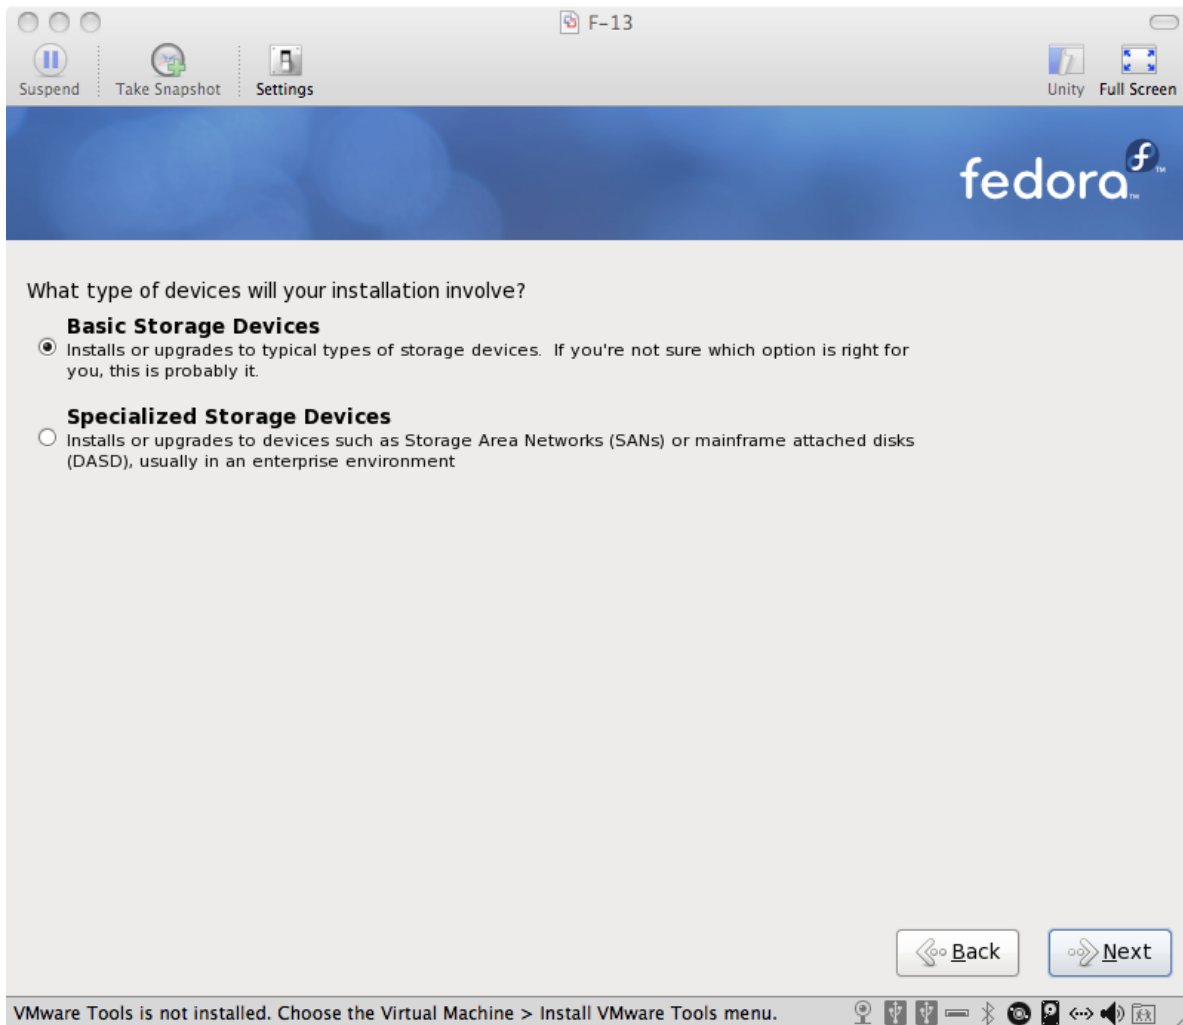 F-13
Suspend Take Snapshot Settings Unity Full Screen
fedora™
What type of devices will your installation involve?
Basic Storage Devices
Installs or upgrades to typical types of storage devices.  If you're not sure which option is right for
you, this is probably it.
Specialized Storage Devices
Installs or upgrades to devices such as Storage Area Networks (SANs) or mainframe attached disks
(DASD), usually in an enterprise environment
Back Next
VMware Tools is not installed. Choose the Virtual Machine > Install VMware Tools menu.